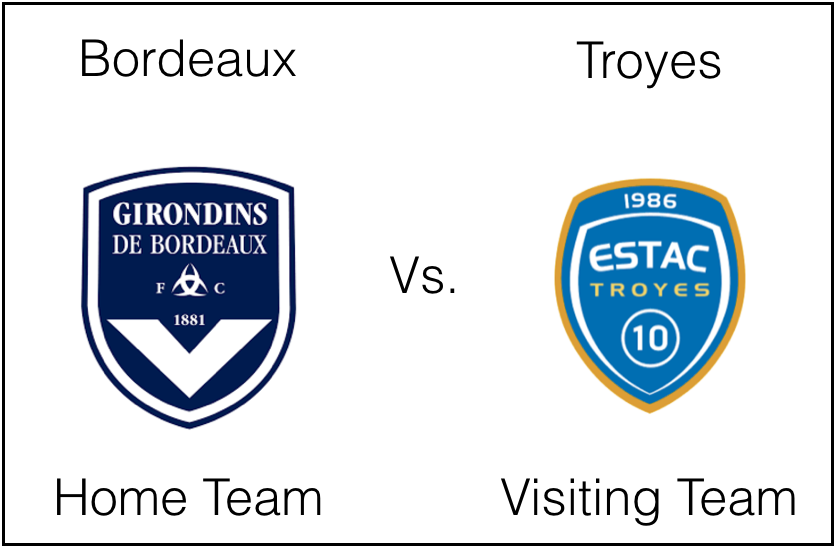 Bordeaux
Troyes
GIRONDINS
DE BORDEAUX
F C
1881
Vs.
1986
ESTAC
TROYES
10
Home Team
Visiting Team